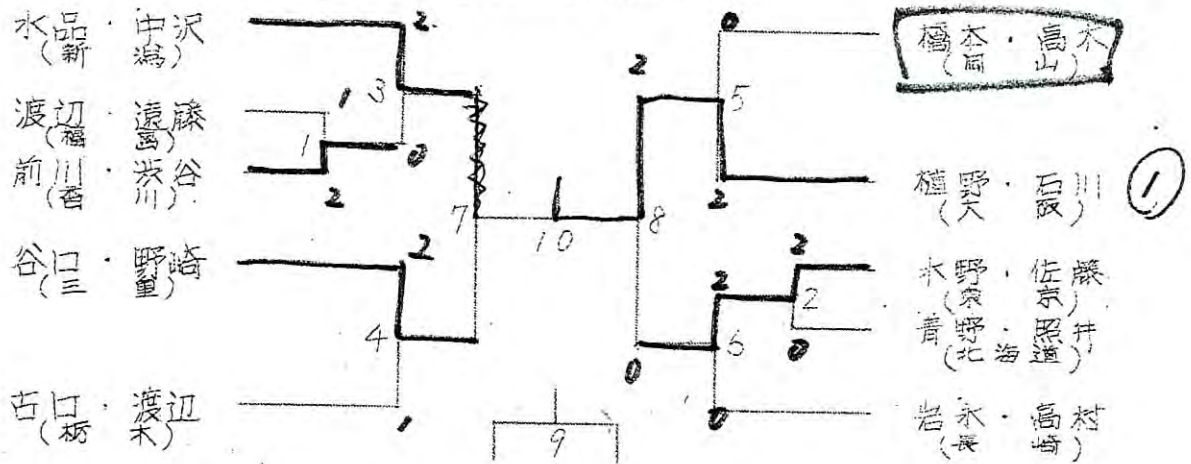 水品・中沢
(新潟)
渡辺・遠藤
(福島)
前川・渋谷
(香川)
谷口・野崎
(三重)
古口・渡辺
(栃木)
2
1
3
1
0
2
2
4
1
7
10
9
8
2
0
5
2
2
2
2
6
0
0
0
橋本・高木
(岡山)
植野・石川
(大阪)
①
水野・佐藤
(東京)
青野・照井
(北海道)
岩永・高村
(長崎)